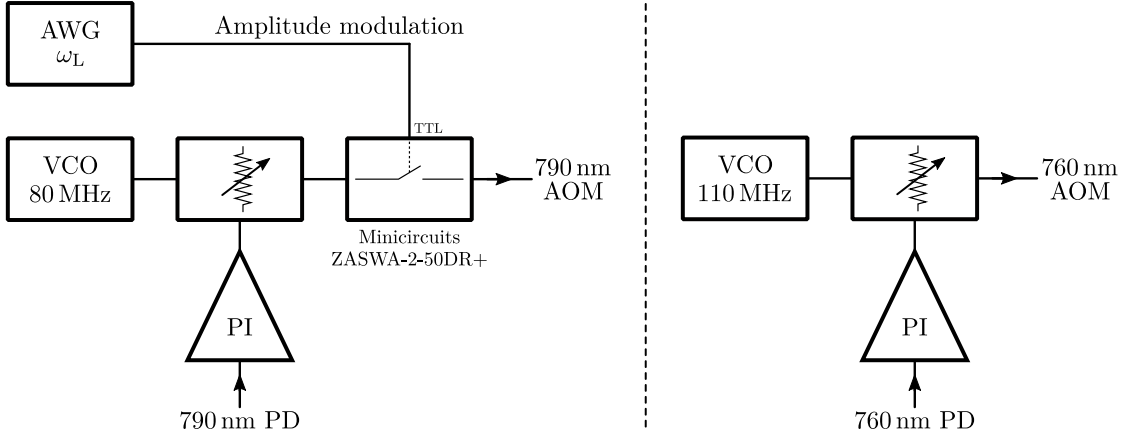 AWG
ω_L
Amplitude modulation
TTL
VCO
80 MHz
790 nm
AOM
Minicircuits
ZASWA-2-50DR+
PI
790 nm PD
VCO
110 MHz
760 nm
AOM
PI
760 nm PD